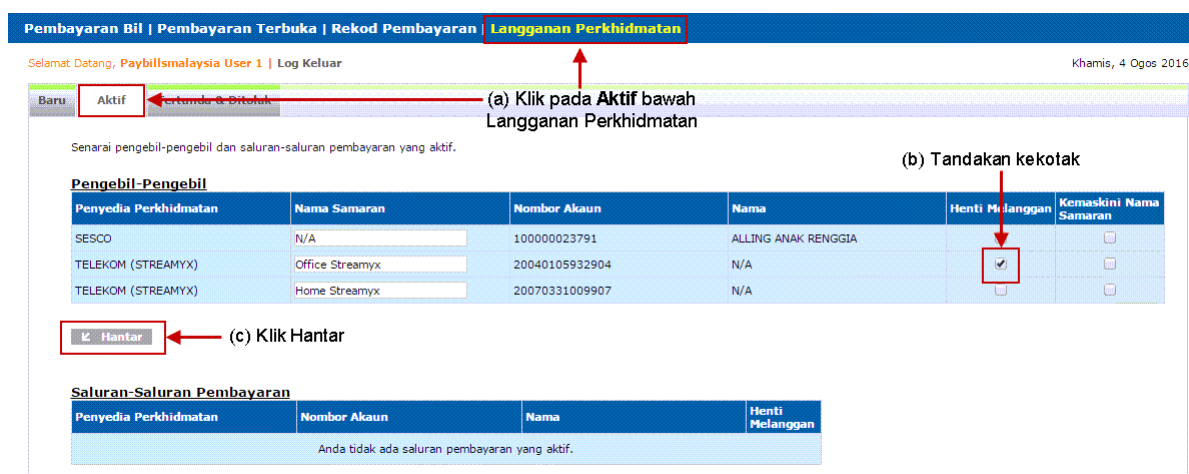 Pembayaran Bil | Pembayaran Terbuka | Rekod Pembayaran | Langganan Perkhidmatan
Selamat Datang, Paybillsmalaysia User 1 | Log Keluar Khamis, 4 Ogos 2016
Baru Aktif Tertunda & Ditolak (a) Klik pada Aktif bawah
Langganan Perkhidmatan
Senarai pengebil-pengebil dan saluran-saluran pembayaran yang aktif.
(b) Tandakan kekotak
Pengebil-Pengebil
Penyedia Perkhidmatan Nama Samaran Nombor Akaun Nama Henti Melanggan Kemaskini Nama
Samaran
SESCO N/A 100000023791 ALLING ANAK RENGGIA
TELEKOM (STREAMYX) Office Streamyx 20040105932904 N/A
TELEKOM (STREAMYX) Home Streamyx 20070331009907 N/A
Hantar (c) Klik Hantar
Saluran-Saluran Pembayaran
Penyedia Perkhidmatan Nombor Akaun Nama Henti
Melanggan
Anda tidak ada saluran pembayaran yang aktif.